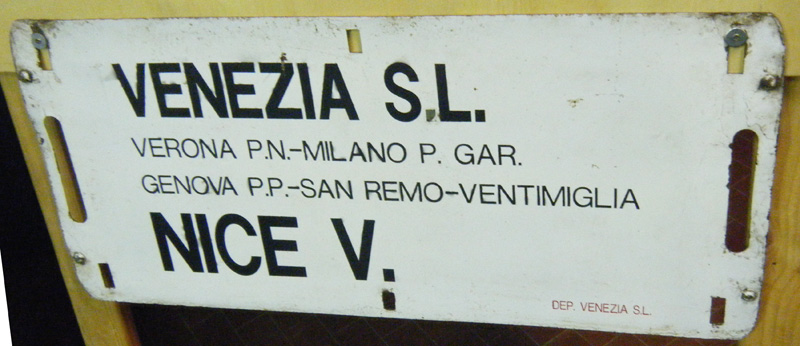 VENEZIA S.L.
VERONA P.N.-MILANO P. GAR.
GENOVA P.P.-SAN REMO-VENTIMIGLIA
NICE V.
DEP. VENEZIA S.L.